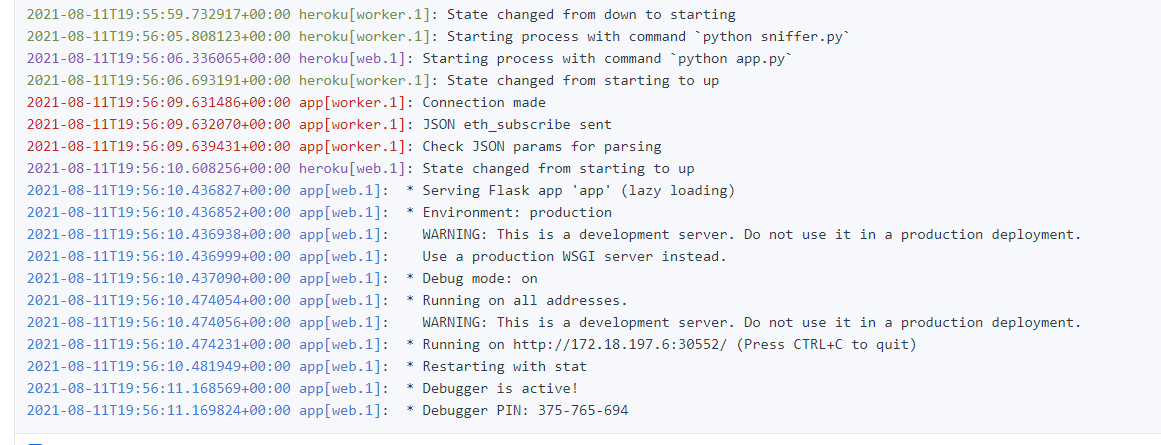 2021-08-11T19:55:59.732917+00:00 heroku[worker.1]: State changed from down to starting
2021-08-11T19:56:05.808123+00:00 heroku[worker.1]: Starting process with command `python sniffer.py`
2021-08-11T19:56:06.336065+00:00 heroku[web.1]: Starting process with command `python app.py`
2021-08-11T19:56:06.693191+00:00 heroku[worker.1]: State changed from starting to up
2021-08-11T19:56:09.631486+00:00 app[worker.1]: Connection made
2021-08-11T19:56:09.632070+00:00 app[worker.1]: JSON eth_subscribe sent
2021-08-11T19:56:09.639431+00:00 app[worker.1]: Check JSON params for parsing
2021-08-11T19:56:10.608256+00:00 heroku[web.1]: State changed from starting to up
2021-08-11T19:56:10.436827+00:00 app[web.1]:  * Serving Flask app 'app' (lazy loading)
2021-08-11T19:56:10.436852+00:00 app[web.1]:  * Environment: production
2021-08-11T19:56:10.436938+00:00 app[web.1]:    WARNING: This is a development server. Do not use it in a production deployment.
2021-08-11T19:56:10.436999+00:00 app[web.1]:    Use a production WSGI server instead.
2021-08-11T19:56:10.437090+00:00 app[web.1]:  * Debug mode: on
2021-08-11T19:56:10.474054+00:00 app[web.1]:  * Running on all addresses.
2021-08-11T19:56:10.474056+00:00 app[web.1]:    WARNING: This is a development server. Do not use it in a production deployment.
2021-08-11T19:56:10.474231+00:00 app[web.1]:  * Running on http://172.18.197.6:30552/ (Press CTRL+C to quit)
2021-08-11T19:56:10.481949+00:00 app[web.1]:  * Restarting with stat
2021-08-11T19:56:11.168569+00:00 app[web.1]:  * Debugger is active!
2021-08-11T19:56:11.169824+00:00 app[web.1]:  * Debugger PIN: 375-765-694